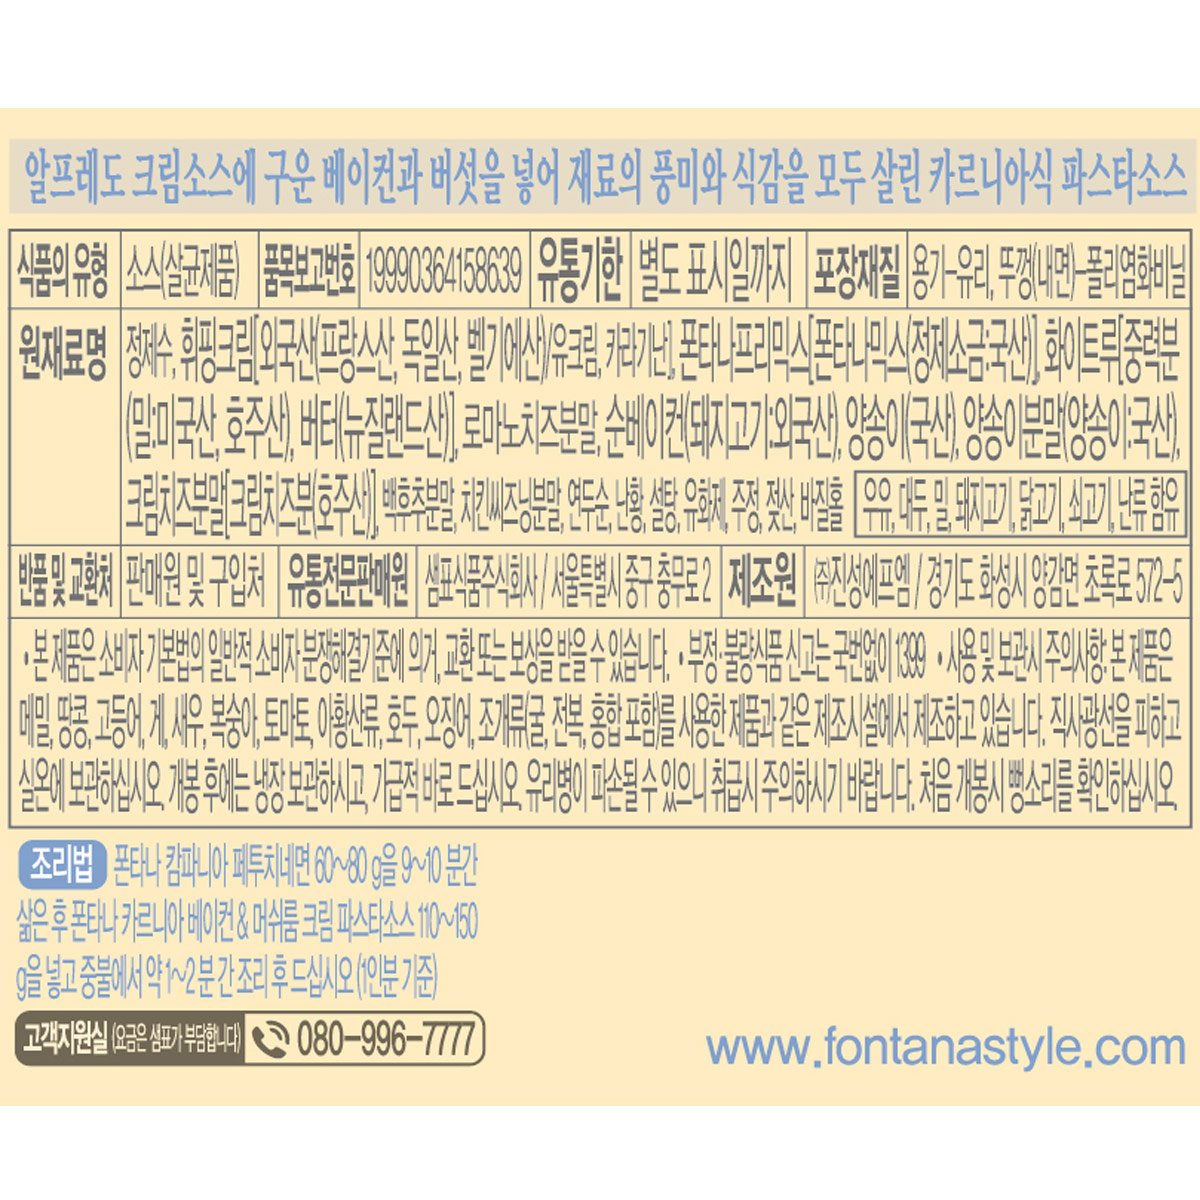 알프레도 크림소스에 구운 베이컨과 버섯을 넣어 재료의 풍미와 식감을 모두 살린 카르니아식 파스타소스
식품의 유형 소스(살균제품) 품목보고번호 19990364158639 유통기한 별도 표시일까지 포장재질 용기-유리, 뚜껑(내면)-폴리염화비닐
원재료명 정제수, 휘핑크림[외국산(프랑스산, 독일산, 벨기에산)/유크림, 카라기난], 폰타나프리믹스[폰타나믹스(정제소금:국산)], 화이트루[중력분
(밀:미국산, 호주산), 버터(뉴질랜드산)], 로마노치즈분말, 순베이컨(돼지고기:외국산), 양송이(국산), 양송이분말(양송이:국산),
크림치즈분말[크림치즈분(호주산)], 백후추분말, 치킨씨즈닝분말, 연두순, 난황, 설탕, 유화제, 주정, 젖산, 바질홀 우유, 대두, 밀, 돼지고기, 닭고기, 쇠고기, 난류 함유
반품 및 교환처 판매원 및 구입처 유통전문판매원 샘표식품주식회사 / 서울특별시 중구 충무로 2 제조원 ㈜진성에프엠 / 경기도 화성시 양감면 초록로 572-5
• 본 제품은 소비자 기본법의 일반적 소비자 분쟁해결기준에 의거, 교환 또는 보상을 받을 수 있습니다. • 부정·불량식품 신고는 국번없이 1399 • 사용 및 보관시 주의사항: 본 제품은
메밀, 땅콩, 고등어, 게, 새우, 복숭아, 토마토, 아황산류, 호두, 오징어, 조개류(굴, 전복, 홍합 포함)를 사용한 제품과 같은 제조시설에서 제조하고 있습니다. 직사광선을 피하고
실온에 보관하십시오. 개봉 후에는 냉장 보관하시고, 가급적 바로 드십시오. 유리병이 파손될 수 있으니 취급시 주의하시기 바랍니다. 처음 개봉시 뻥소리를 확인하십시오.
조리법 폰타나 캄파니아 페투치네면 60~80 g을 9~10 분간
삶은 후 폰타나 카르니아 베이컨 & 머쉬룸 크림 파스타소스 110~150
g을 넣고 중불에서 약 1~2 분 간 조리 후 드십시오 (1인분 기준)
고객지원실 (요금은 샘표가 부담합니다) 080-996-7777
www.fontanastyle.com